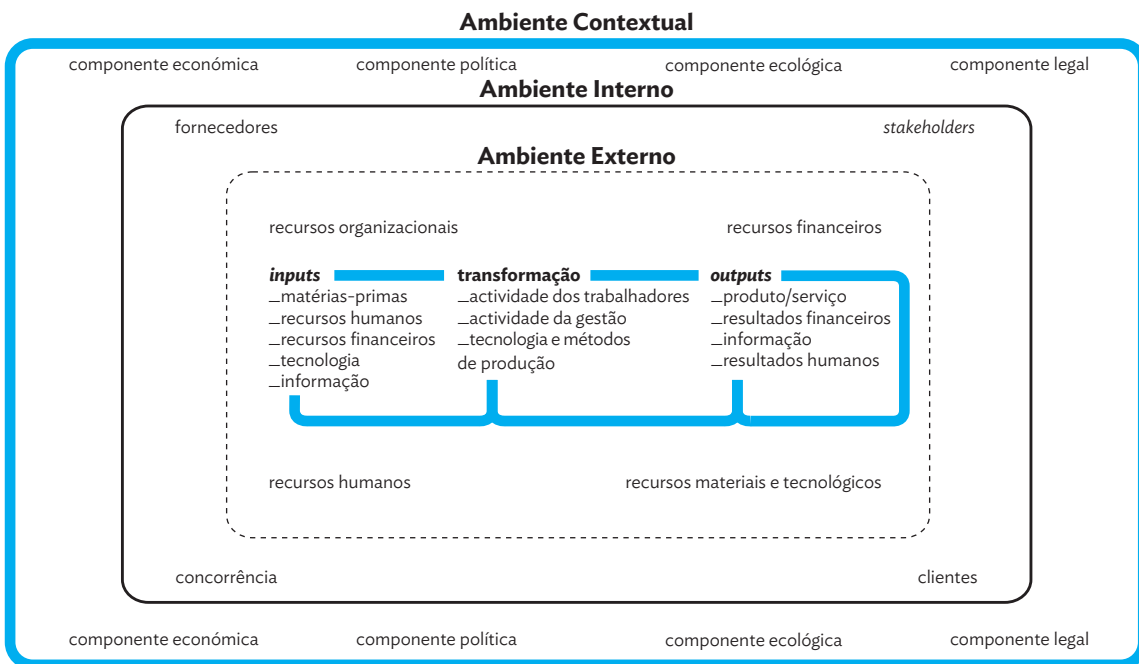 Ambiente Contextual
componente económica componente política componente ecológica componente legal
Ambiente Interno
fornecedores stakeholders
Ambiente Externo
recursos organizacionais recursos financeiros
inputs transformação outputs
_matérias-primas _actividade dos trabalhadores _produto/serviço
_recursos humanos _actividade da gestão _resultados financeiros
_recursos financeiros _tecnologia e métodos _informação
_tecnologia de produção _resultados humanos
_informação
recursos humanos recursos materiais e tecnológicos
concorrência clientes
componente económica componente política componente ecológica componente legal